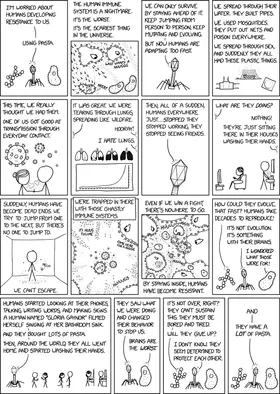 I'M WORRIED ABOUT
HUMANS DEVELOPING
RESISTANCE TO US.
USING PASTA.
THE HUMAN IMMUNE
SYSTEM IS A NIGHTMARE.
IT'S THE WORST.
IT'S THE SCARIEST THING
IN THE UNIVERSE.
WE CAN ONLY SURVIVE
BY STAYING AHEAD OF IT.
KEEP JUMPING FROM
PERSON TO PERSON, KEEP
MUTATING AND EVOLVING.
BUT NOW HUMANS ARE
ADAPTING TOO FAST.
WE SPREAD THROUGH THEIR
WATER, THEY BUILT PIPES.
WE USED MOSQUITOES.
THEY PUT OUT NETS AND
POISON EVERYWHERE.
WE SPREAD THROUGH SEX,
AND SUDDENLY THEY ALL
HAD THESE PLASTIC THINGS.
THIS TIME, WE REALLY
THOUGHT WE HAD THEM.
ONE OF US GOT GOOD AT
TRANSMISSION THROUGH
EVERYDAY CONTACT.
IT WAS GREAT. WE WERE
TEARING THROUGH LUNGS,
SPREADING LIKE WILDFIRE.
HOORAY!
I HATE LUNGS.
THEN, ALL OF A SUDDEN,
HUMANS EVERYWHERE
JUST...STOPPED. THEY
STOPPED WORKING, THEY
STOPPED SEEING FRIENDS.
WHAT ARE THEY DOING?
NOTHING!
THEY'RE JUST SITTING
THERE IN THEIR HOUSES
WASHING THEIR HANDS.
SUDDENLY, HUMANS HAVE
BECOME DEAD ENDS. WE
TRY TO JUMP FROM ONE
TO THE NEXT, BUT THERE'S
NO ONE TO JUMP TO.
WE CAN'T ESCAPE.
WE'RE TRAPPED IN THERE
WITH THOSE GHASTLY
IMMUNE SYSTEMS.
EVEN IF WE WIN A FIGHT,
THERE'S NOWHERE TO GO.
BY STAYING INSIDE, HUMANS
HAVE BECOME RESISTANT.
HOW COULD THEY EVOLVE
THAT FAST? HUMANS TAKE
DECADES TO REPRODUCE!
IT'S NOT EVOLUTION.
IT'S SOMETHING
WITH THEIR BRAINS.
I WONDERED
WHAT THOSE
WERE FOR!
HUMANS STARTED LOOKING AT THEIR PHONES,
TALKING, WRITING WORDS, AND MAKING SIGNS.
A HUMAN NAMED "GLORIA GAYNOR" FILMED
HERSELF SINGING AT HER BATHROOM SINK.
AND THEY BOUGHT LOTS OF PASTA.
THEN, AROUND THE WORLD, THEY ALL WENT
HOME AND STARTED WASHING THEIR HANDS.
THEY SAW WHAT
WE WERE DOING
AND CHANGED
THEIR BEHAVIOR
TO STOP US.
BRAINS ARE
THE WORST.
IT'S NOT OVER, RIGHT?
THEY CAN'T SUSTAIN
THIS. THEY MUST BE
BORED AND TIRED.
WILL THEY GIVE UP?
I DON'T KNOW. THEY
SEEM DETERMINED TO
PROTECT EACH OTHER.
AND
THEY HAVE A
LOT OF PASTA.